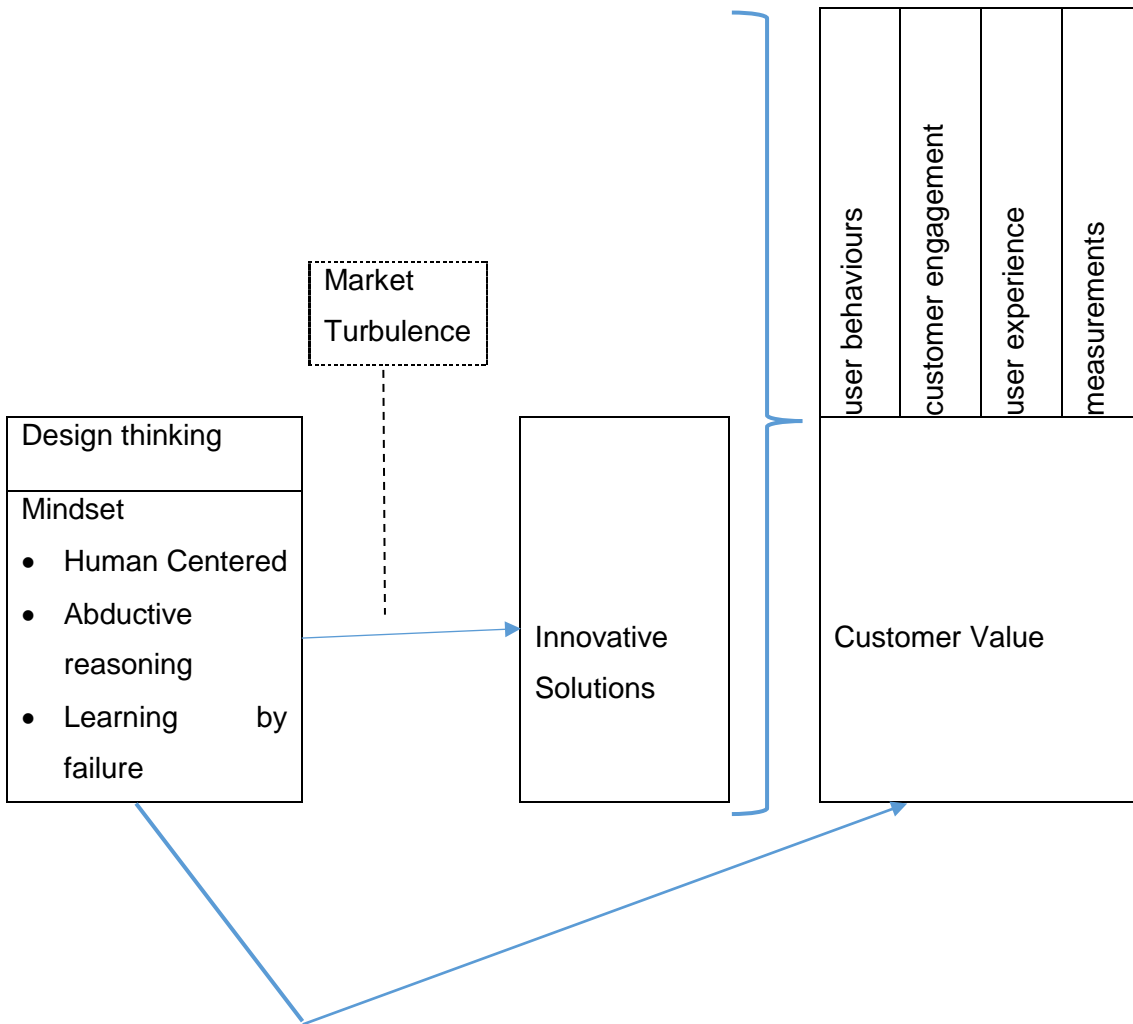 user behaviours
customer engagement
user experience
measurements
Market
Turbulence
Design thinking
Mindset
• Human Centered
• Abductive
reasoning
• Learning by
failure
Innovative
Solutions
Customer Value